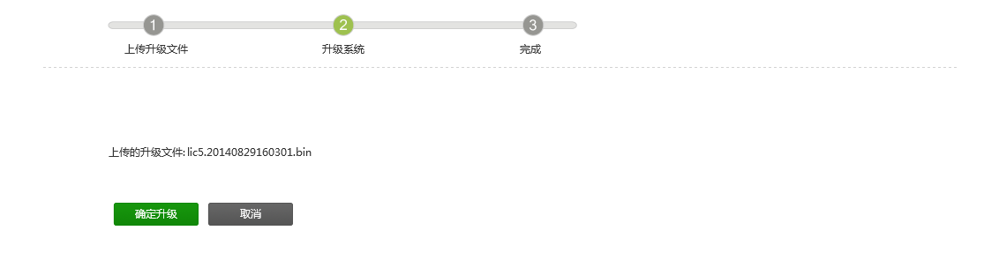 1 2 3
上传升级文件 升级系统 完成
上传的升级文件: lic5.20140829160301.bin
确定升级 取消